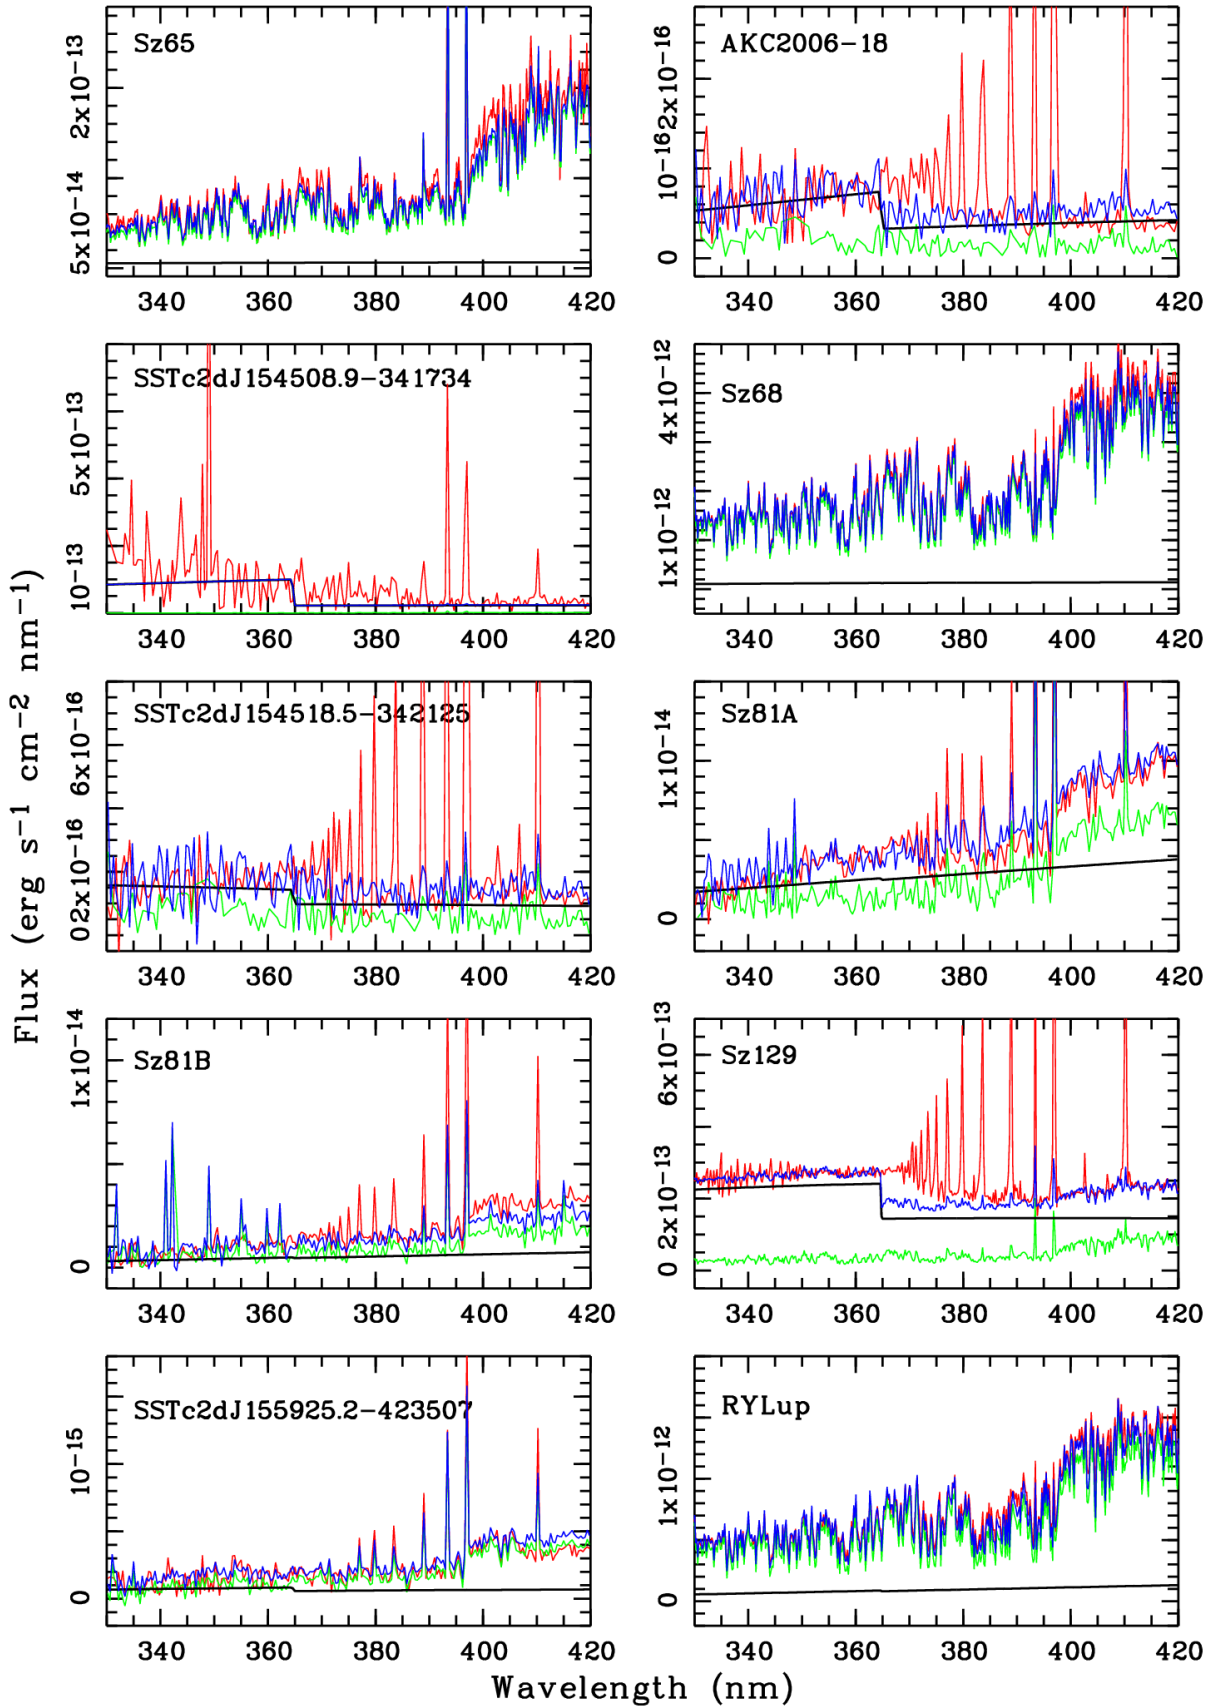 Sz65
5x10−14 5x10−14 2x10−13
340 360 380 400 420
AKC2006−18
0 10−16 2x10−16
340 360 380 400 420
SSTc2dJ154508.9−341734
10−13 5x10−13
340 360 380 400 420
Sz68
1x10−12 4x10−12
340 360 380 400 420
SSTc2dJ154518.5−342125
0 2x10−16 6x10−16
340 360 380 400 420
Sz81A
0 1x10−14
340 360 380 400 420
Sz81B
0 1x10−14
340 360 380 400 420
Sz129
0 2x10−13 6x10−13
340 360 380 400 420
SSTc2dJ155925.2−423507
0 10−15
340 360 380 400 420
RYLup
0 1x10−12
340 360 380 400 420
Flux (erg s−1 cm−2 nm−1)
Wavelength (nm)